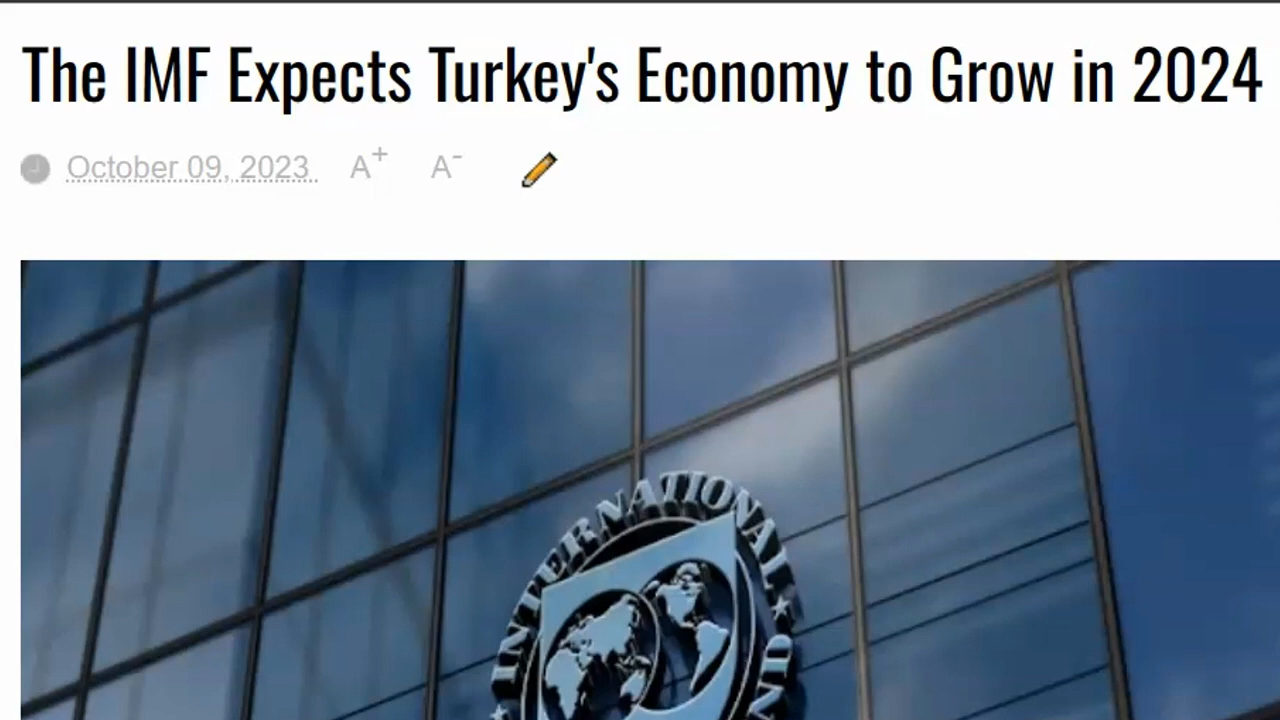 The IMF Expects Turkey's Economy to Grow in 2024
October 09, 2023 A+ A-
INTERNATIONAL